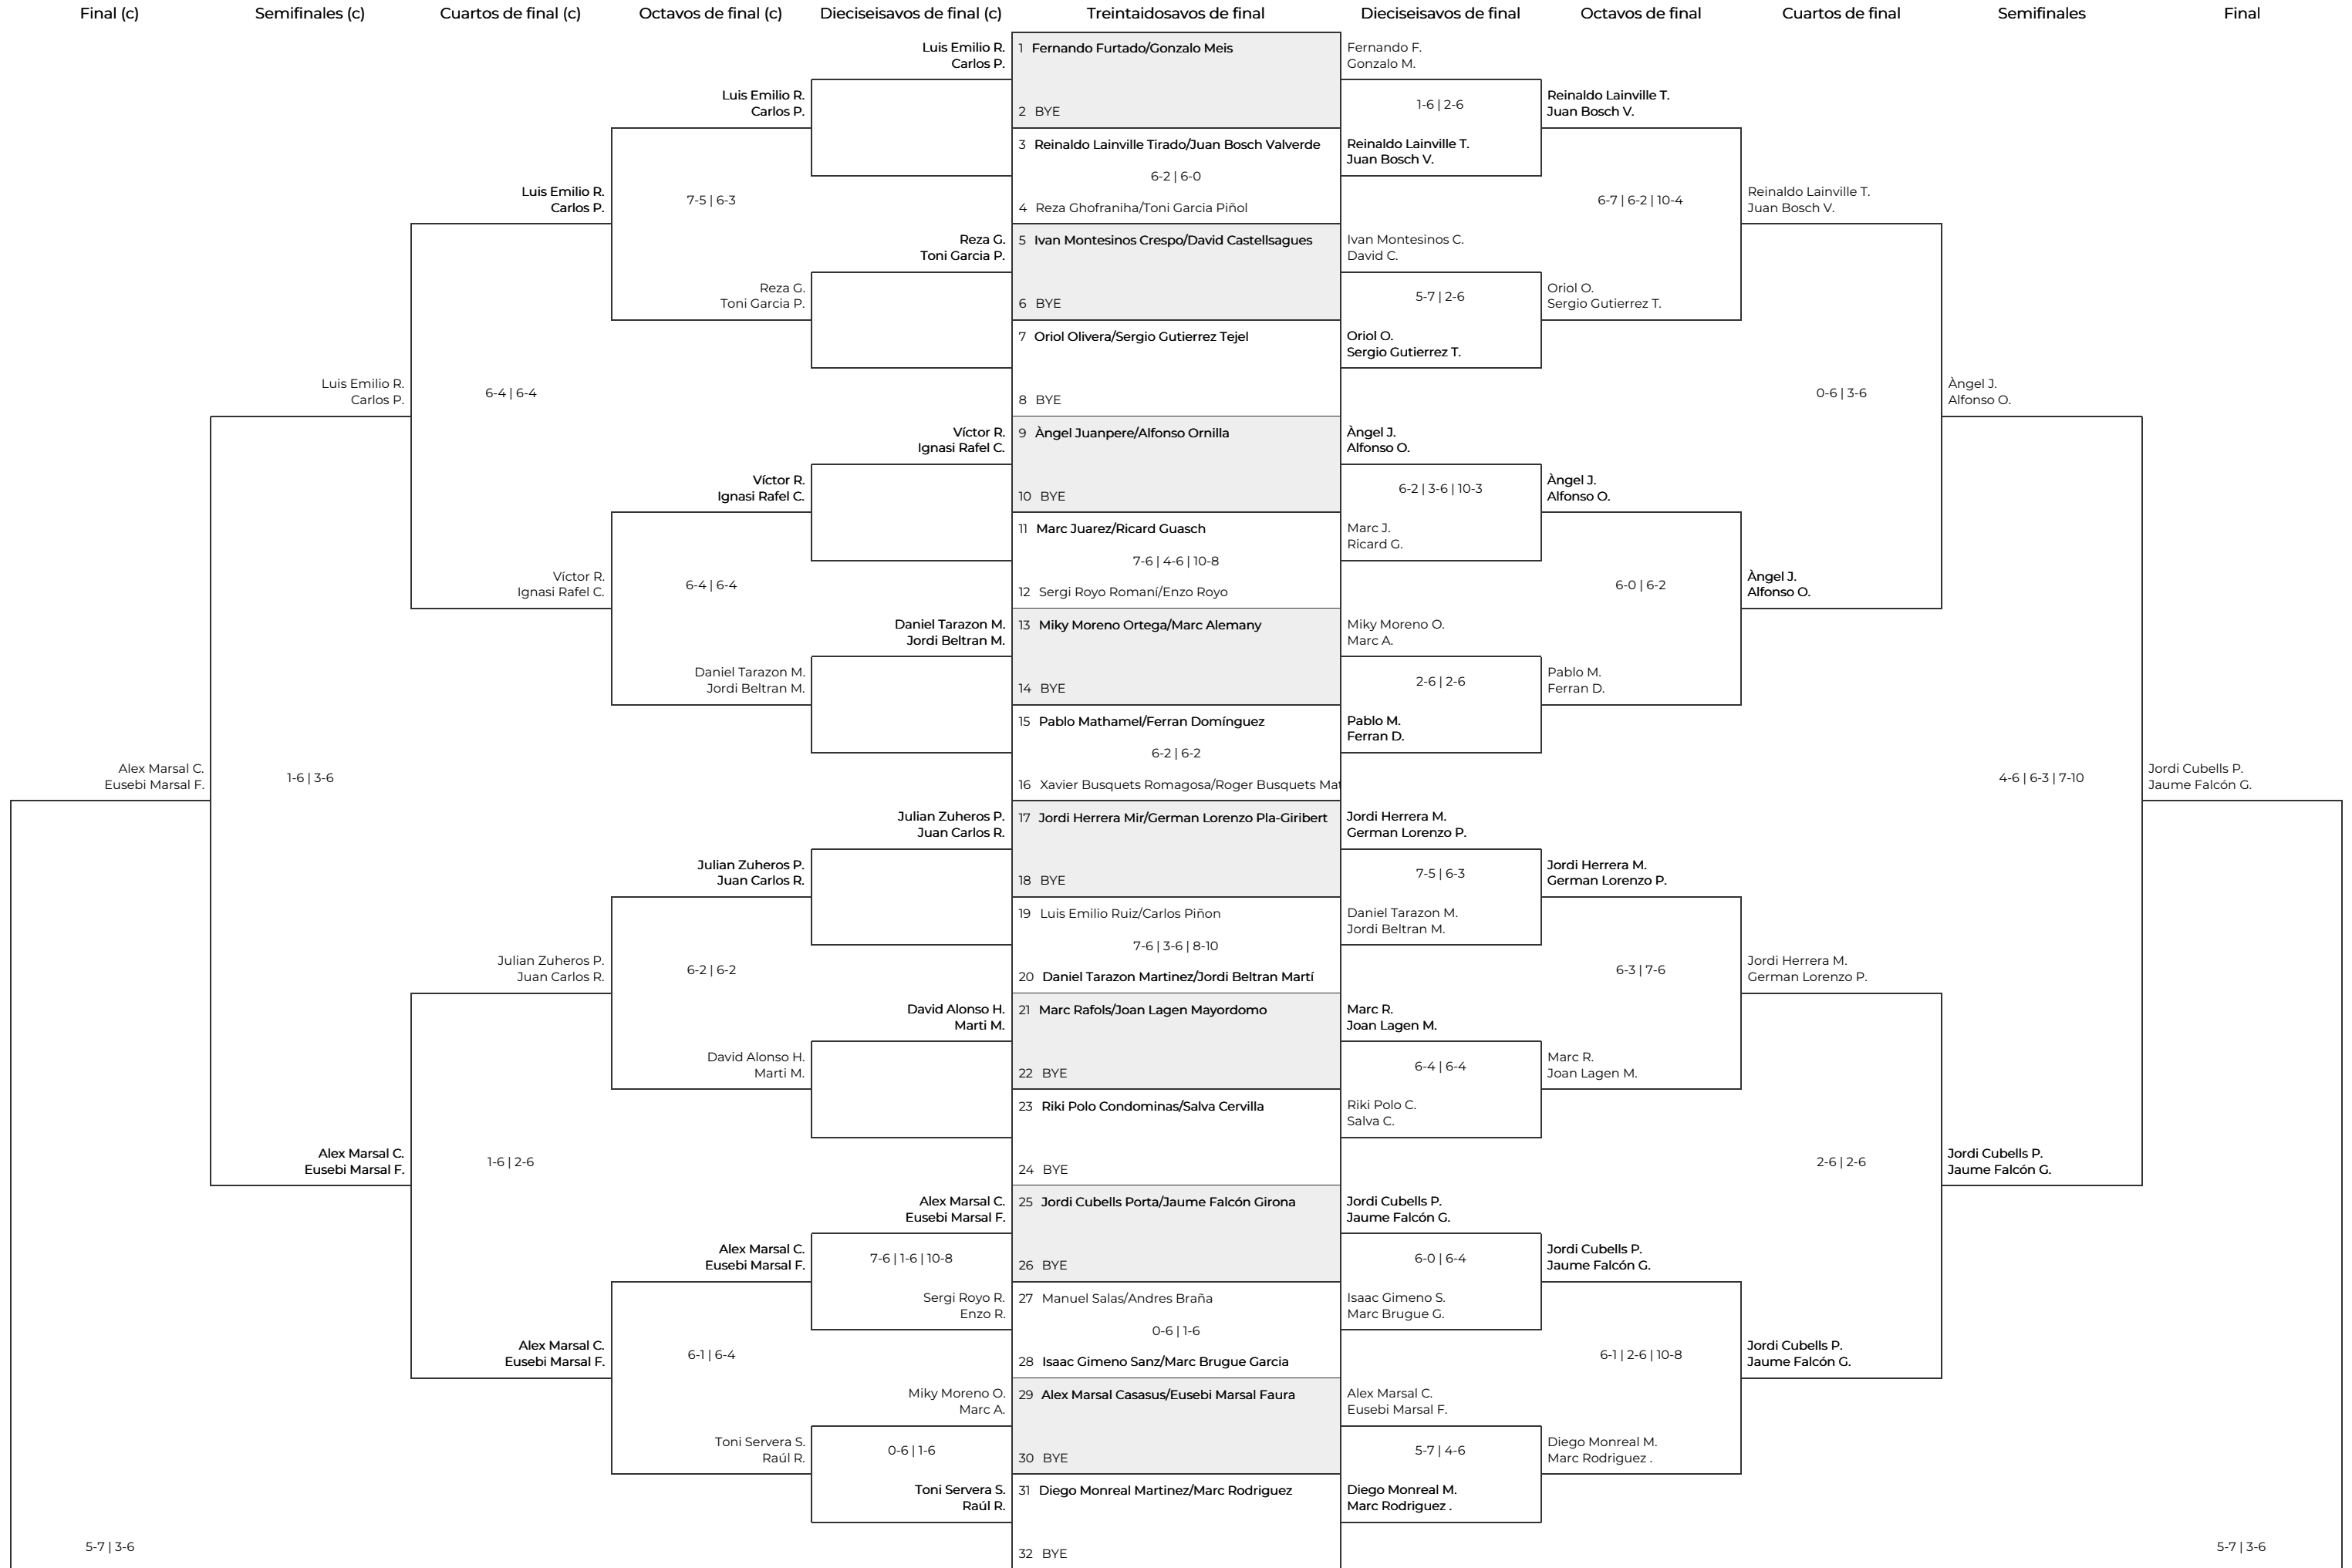 Final (c)
Semifinales (c)
Cuartos de final (c)
Octavos de final (c)
Dieciseisavos de final (c)
Treintaidosavos de final
Dieciseisavos de final
Octavos de final
Cuartos de final
Semifinales
Final
Alex Marsal C.
Eusebi Marsal F.
5-7 | 3-6
Luis Emilio R.
Carlos P.
1-6 | 3-6
Alex Marsal C.
Eusebi Marsal F.
Luis Emilio R.
Carlos P.
6-4 | 6-4
Víctor R.
Ignasi Rafel C.
Julian Zuheros P.
Juan Carlos R.
1-6 | 2-6
Alex Marsal C.
Eusebi Marsal F.
Luis Emilio R.
Carlos P.
7-5 | 6-3
Reza G.
Toni Garcia P.
Víctor R.
Ignasi Rafel C.
6-4 | 6-4
Daniel Tarazon M.
Jordi Beltran M.
Julian Zuheros P.
Juan Carlos R.
6-2 | 6-2
David Alonso H.
Marti M.
Alex Marsal C.
Eusebi Marsal F.
6-1 | 6-4
Toni Servera S.
Raúl R.
Luis Emilio R.
Carlos P.
Reza G.
Toni Garcia P.
Víctor R.
Ignasi Rafel C.
Daniel Tarazon M.
Jordi Beltran M.
Julian Zuheros P.
Juan Carlos R.
David Alonso H.
Marti M.
Alex Marsal C.
Eusebi Marsal F.
7-6 | 1-6 | 10-8
Sergi Royo R.
Enzo R.
Miky Moreno O.
Marc A.
0-6 | 1-6
Toni Servera S.
Raúl R.
1 Fernando Furtado/Gonzalo Meis
2 BYE
3 Reinaldo Lainville Tirado/Juan Bosch Valverde
6-2 | 6-0
4 Reza Ghofraniha/Toni Garcia Piñol
5 Ivan Montesinos Crespo/David Castellsagues
6 BYE
7 Oriol Olivera/Sergio Gutierrez Tejel
8 BYE
9 Àngel Juanpere/Alfonso Ornilla
10 BYE
11 Marc Juarez/Ricard Guasch
7-6 | 4-6 | 10-8
12 Sergi Royo Romaní/Enzo Royo
13 Miky Moreno Ortega/Marc Alemany
14 BYE
15 Pablo Mathamel/Ferran Domínguez
6-2 | 6-2
16 Xavier Busquets Romagosa/Roger Busquets Mat
17 Jordi Herrera Mir/German Lorenzo Pla-Giribert
18 BYE
19 Luis Emilio Ruiz/Carlos Piñon
7-6 | 3-6 | 8-10
20 Daniel Tarazon Martinez/Jordi Beltran Martí
21 Marc Rafols/Joan Lagen Mayordomo
22 BYE
23 Riki Polo Condominas/Salva Cervilla
24 BYE
25 Jordi Cubells Porta/Jaume Falcón Girona
26 BYE
27 Manuel Salas/Andres Braña
0-6 | 1-6
28 Isaac Gimeno Sanz/Marc Brugue Garcia
29 Alex Marsal Casasus/Eusebi Marsal Faura
30 BYE
31 Diego Monreal Martinez/Marc Rodriguez
32 BYE
Fernando F.
Gonzalo M.
1-6 | 2-6
Reinaldo Lainville T.
Juan Bosch V.
Ivan Montesinos C.
David C.
5-7 | 2-6
Oriol O.
Sergio Gutierrez T.
Àngel J.
Alfonso O.
6-2 | 3-6 | 10-3
Marc J.
Ricard G.
Miky Moreno O.
Marc A.
2-6 | 2-6
Pablo M.
Ferran D.
Jordi Herrera M.
German Lorenzo P.
7-5 | 6-3
Daniel Tarazon M.
Jordi Beltran M.
Marc R.
Joan Lagen M.
6-4 | 6-4
Riki Polo C.
Salva C.
Jordi Cubells P.
Jaume Falcón G.
6-0 | 6-4
Isaac Gimeno S.
Marc Brugue G.
Alex Marsal C.
Eusebi Marsal F.
5-7 | 4-6
Diego Monreal M.
Marc Rodriguez .
Reinaldo Lainville T.
Juan Bosch V.
6-7 | 6-2 | 10-4
Oriol O.
Sergio Gutierrez T.
Àngel J.
Alfonso O.
6-0 | 6-2
Pablo M.
Ferran D.
Jordi Herrera M.
German Lorenzo P.
6-3 | 7-6
Marc R.
Joan Lagen M.
Jordi Cubells P.
Jaume Falcón G.
6-1 | 2-6 | 10-8
Diego Monreal M.
Marc Rodriguez .
Reinaldo Lainville T.
Juan Bosch V.
0-6 | 3-6
Àngel J.
Alfonso O.
Jordi Herrera M.
German Lorenzo P.
2-6 | 2-6
Jordi Cubells P.
Jaume Falcón G.
Àngel J.
Alfonso O.
4-6 | 6-3 | 7-10
Jordi Cubells P.
Jaume Falcón G.
Jordi Cubells P.
Jaume Falcón G.
5-7 | 3-6